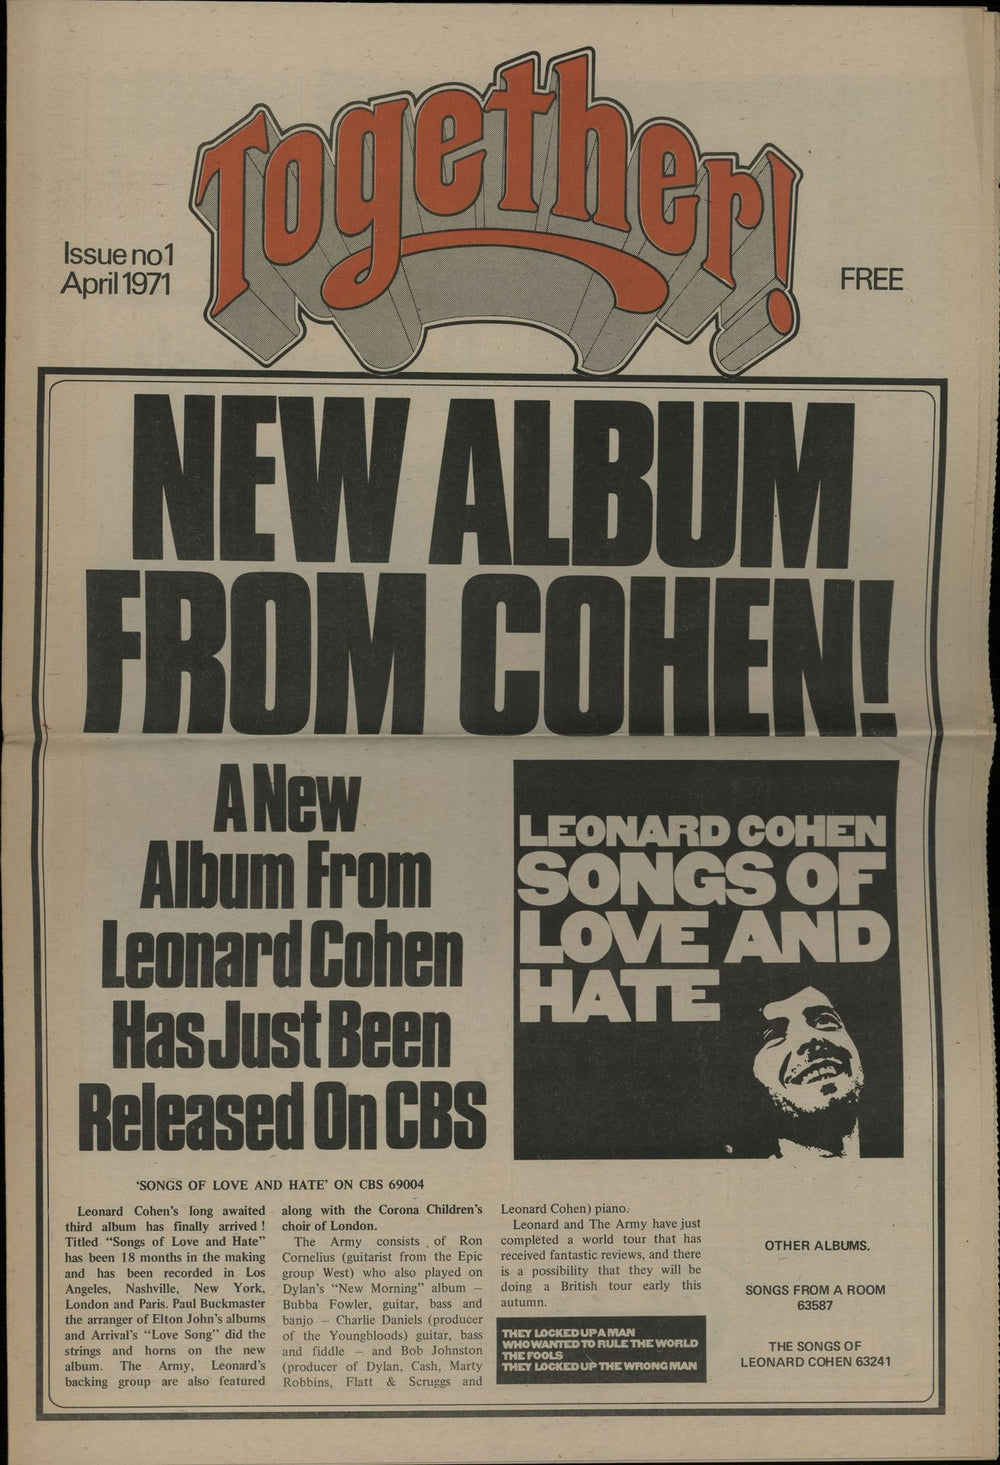 Together!
Issue no1
April 1971
FREE
NEW ALBUM
FROM COHEN!
A New
Album From
Leonard Cohen
Has Just Been
Released On CBS
LEONARD COHEN
SONGS OF
LOVE AND
HATE
'SONGS OF LOVE AND HATE' ON CBS 69004
Leonard Cohen's long awaited
third album has finally arrived !
Titled “Songs of Love and Hate”
has been 18 months in the making
and has been recorded in Los
Angeles, Nashville, New York,
London and Paris. Paul Buckmaster
the arranger of Elton John's albums
and Arrival's “Love Song” did the
strings and horns on the new
album. The Army, Leonard's
backing group are also featured
along with the Corona Children's
choir of London.
The Army consists of Ron
Cornelius (guitarist from the Epic
group West) who also played on
Dylan's “New Morning” album —
Bubba Fowler, guitar, bass and
banjo — Charlie Daniels (producer
of the Youngbloods) guitar, bass
and fiddle — and Bob Johnston
(producer of Dylan, Cash, Marty
Robbins, Flatt & Scruggs and
Leonard Cohen) piano.
Leonard and The Army have just
completed a world tour that has
received fantastic reviews, and there
is a possibility that they will be
doing a British tour early this
autumn.
THEY LOCKED UP A MAN
WHO WANTED TO RULE THE WORLD
THE FOOLS
THEY LOCKED UP THE WRONG MAN
OTHER ALBUMS.
SONGS FROM A ROOM
63587
THE SONGS OF
LEONARD COHEN 63241